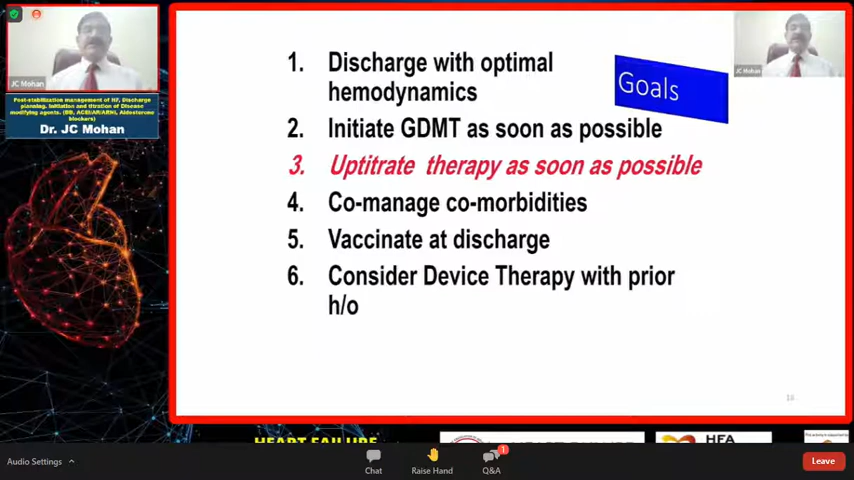 JC Mohan
Post-stabilization management of HF, Discharge
planning, Initiation and titration of Disease
modifying agents. (BB, ACEI/AR/ARNI, Aldosterone
blockers)
Dr. JC Mohan
JC Mohan
Goals
1. Discharge with optimal
hemodynamics
2. Initiate GDMT as soon as possible
3. Uptitrate therapy as soon as possible
4. Co-manage co-morbidities
5. Vaccinate at discharge
6. Consider Device Therapy with prior
h/o
18
HEART FAILURE
HFA
Audio Settings
Chat
Raise Hand
1
Q&A
Leave